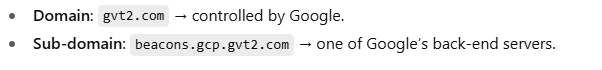 • Domain: gvt2.com → controlled by Google.
• Sub-domain: beacons.gcp.gvt2.com → one of Google’s back-end servers.